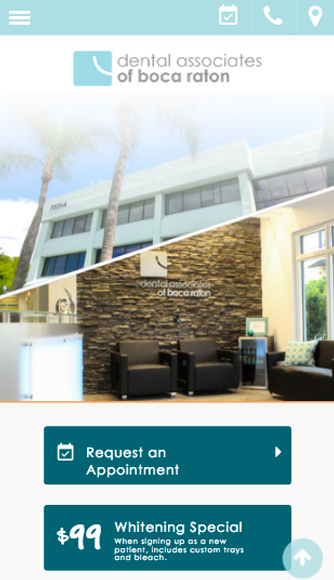 dental associates
of boca raton
dental associates
of boca raton
Request an
Appointment
$99
Whitening Special
When signing up as a new
patient, includes custom trays
and bleach.